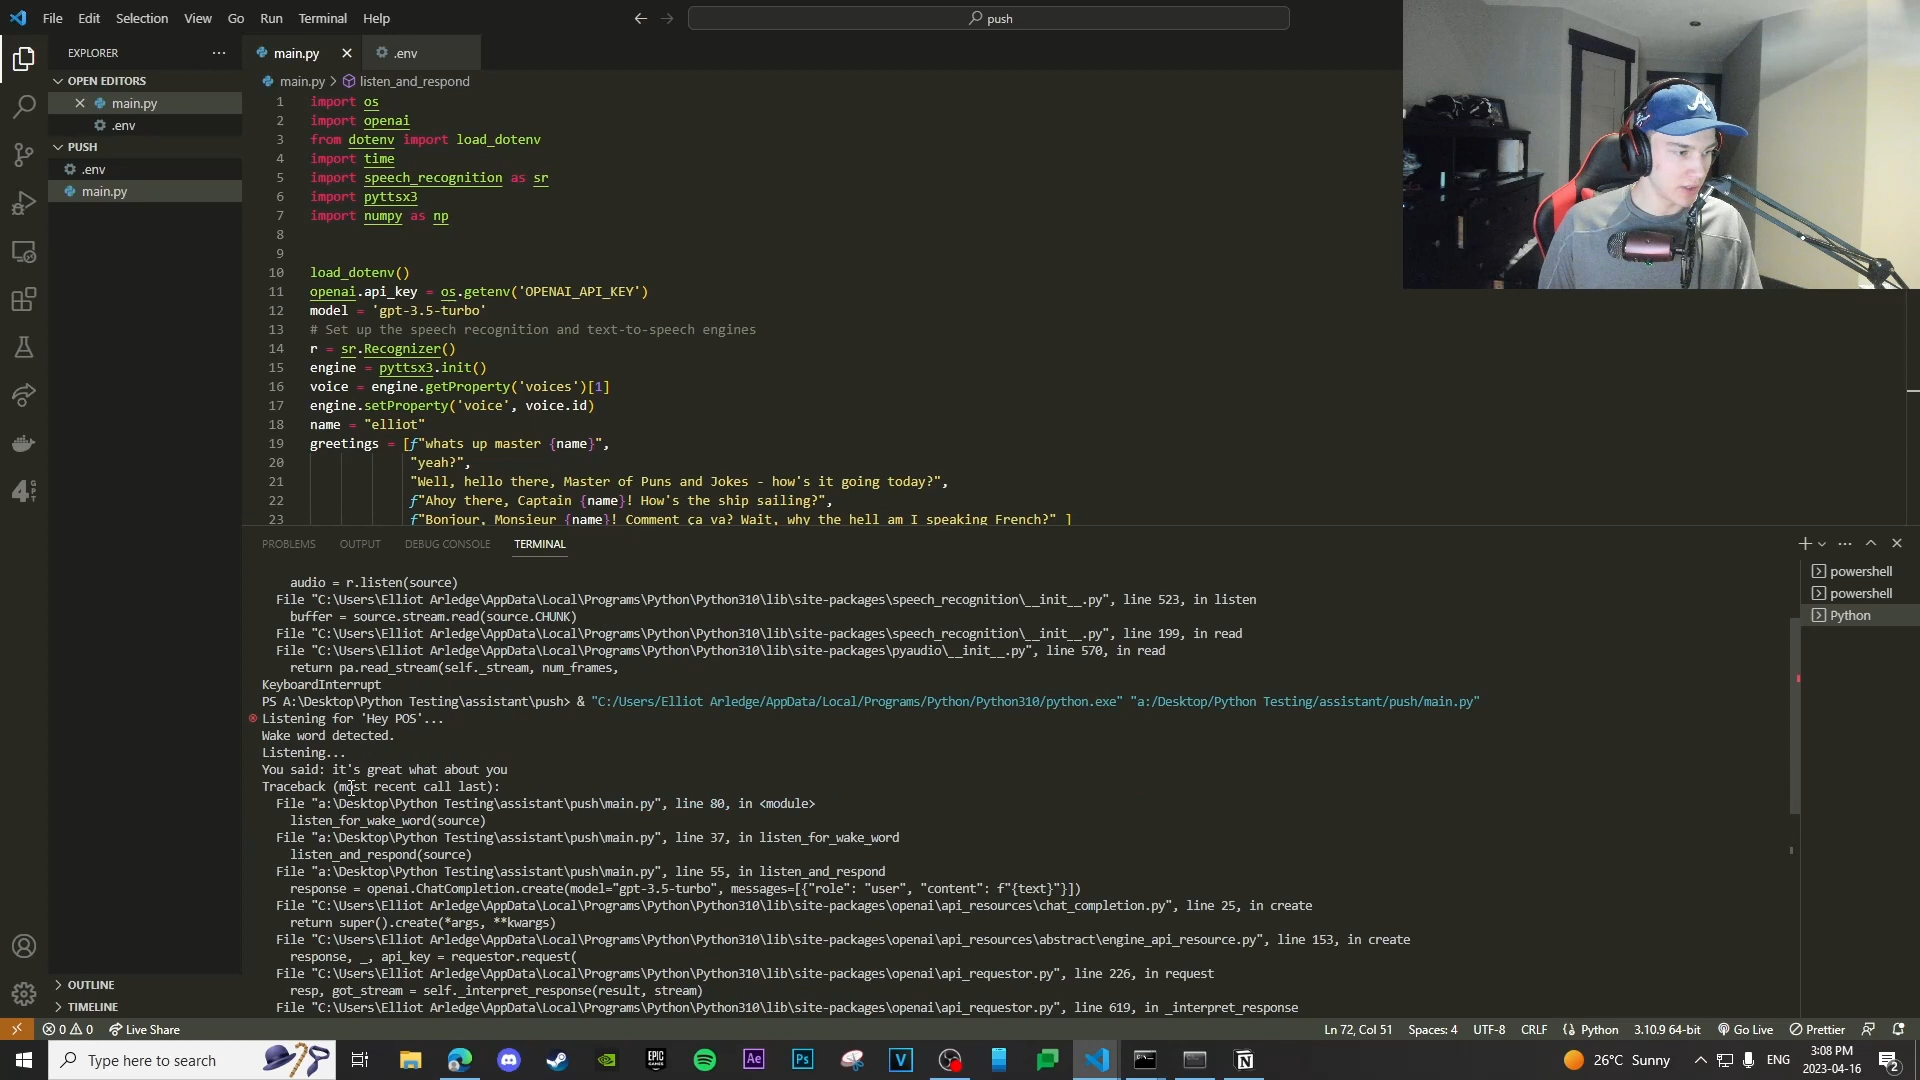 File Edit Selection View Go Run Terminal Help
push
EXPLORER
OPEN EDITORS
main.py
.env
PUSH
.env
main.py
OUTLINE
TIMELINE
main.py
.env
main.py > listen_and_respond
1 import os
2 import openai
3 from dotenv import load_dotenv
4 import time
5 import speech_recognition as sr
6 import pyttsx3
7 import numpy as np
8
9
10 load_dotenv()
11 openai.api_key = os.getenv('OPENAI_API_KEY')
12 model = 'gpt-3.5-turbo'
13 # Set up the speech recognition and text-to-speech engines
14 r = sr.Recognizer()
15 engine = pyttsx3.init()
16 voice = engine.getProperty('voices')[1]
17 engine.setProperty('voice', voice.id)
18 name = "elliot"
19 greetings = [f"whats up master {name}",
20 "yeah?",
21 "Well, hello there, Master of Puns and Jokes - how's it going today?",
22 f"Ahoy there, Captain {name}! How's the ship sailing?",
23 f"Bonjour, Monsieur {name}! Comment ça va? Wait, why the hell am I speaking French?" ]
PROBLEMS OUTPUT DEBUG CONSOLE TERMINAL
powershell
powershell
Python
audio = r.listen(source)
File "C:\Users\Elliot Arledge\AppData\Local\Programs\Python\Python310\lib\site-packages\speech_recognition\__init__.py", line 523, in listen
buffer = source.stream.read(source.CHUNK)
File "C:\Users\Elliot Arledge\AppData\Local\Programs\Python\Python310\lib\site-packages\speech_recognition\__init__.py", line 199, in read
File "C:\Users\Elliot Arledge\AppData\Local\Programs\Python\Python310\lib\site-packages\pyaudio\__init__.py", line 570, in read
return pa.read_stream(self._stream, num_frames,
KeyboardInterrupt
PS A:\Desktop\Python Testing\assistant\push> & "C:/Users/Elliot Arledge/AppData/Local/Programs/Python/Python310/python.exe" "a:/Desktop/Python Testing/assistant/push/main.py"
Listening for 'Hey POS'...
Wake word detected.
Listening...
You said: it's great what about you
Traceback (most recent call last):
File "a:\Desktop\Python Testing\assistant\push\main.py", line 80, in <module>
listen_for_wake_word(source)
File "a:\Desktop\Python Testing\assistant\push\main.py", line 37, in listen_for_wake_word
listen_and_respond(source)
File "a:\Desktop\Python Testing\assistant\push\main.py", line 55, in listen_and_respond
response = openai.ChatCompletion.create(model="gpt-3.5-turbo", messages=[{"role": "user", "content": f"{text}"}])
File "C:\Users\Elliot Arledge\AppData\Local\Programs\Python\Python310\lib\site-packages\openai\api_resources\chat_completion.py", line 25, in create
return super().create(*args, **kwargs)
File "C:\Users\Elliot Arledge\AppData\Local\Programs\Python\Python310\lib\site-packages\openai\api_resources\abstract\engine_api_resource.py", line 153, in create
response, _, api_key = requestor.request(
File "C:\Users\Elliot Arledge\AppData\Local\Programs\Python\Python310\lib\site-packages\openai\api_requestor.py", line 226, in request
resp, got_stream = self._interpret_response(result, stream)
File "C:\Users\Elliot Arledge\AppData\Local\Programs\Python\Python310\lib\site-packages\openai\api_requestor.py", line 619, in _interpret_response
0 0 Live Share Ln 72, Col 51 Spaces: 4 UTF-8 CRLF Python 3.10.9 64-bit Go Live Prettier
Type here to search
26°C Sunny
ENG
3:08 PM
2023-04-16
2